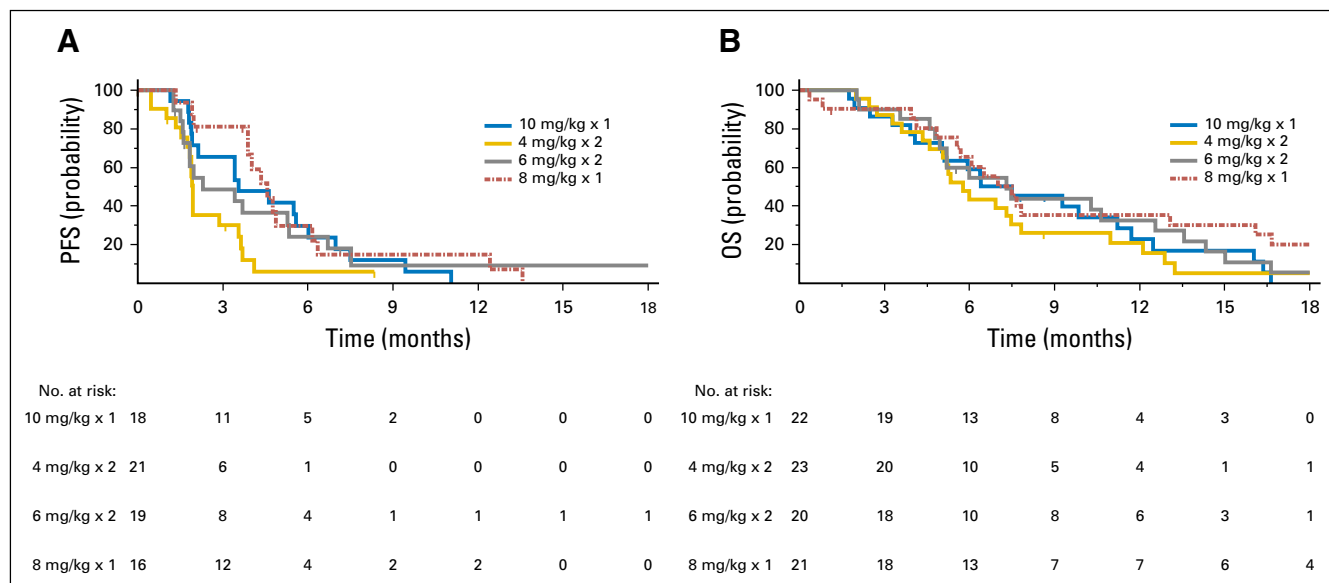 A
PFS (probability)
100
80
60
40
20
0 3 6 9 12 15 18
Time (months)
10 mg/kg x 1
4 mg/kg x 2
6 mg/kg x 2
8 mg/kg x 1
B
OS (probability)
100
80
60
40
20
0 3 6 9 12 15 18
Time (months)
10 mg/kg x 1
4 mg/kg x 2
6 mg/kg x 2
8 mg/kg x 1
No. at risk:
10 mg/kg x 1 18 11 5 2 0 0 0
4 mg/kg x 2 21 6 1 0 0 0 0
6 mg/kg x 2 19 8 4 1 1 1 1
8 mg/kg x 1 16 12 4 2 2 0 0
No. at risk:
10 mg/kg x 1 22 19 13 8 4 3 0
4 mg/kg x 2 23 20 10 5 4 1 1
6 mg/kg x 2 20 18 10 8 6 3 1
8 mg/kg x 1 21 18 13 7 7 6 4